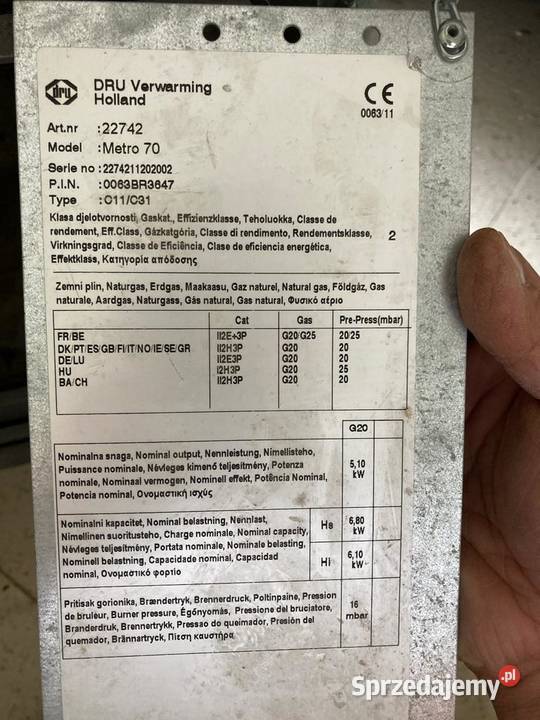 dru
DRU Verwarming
Holland
CE
0063/11
Art.nr :22742
Model :Metro 70
Serie no :2274211202002
P.I.N. :0063BR3647
Type :C11/C31
Klasa djelotvornosti, Gaskat., Effizienzklasse, Teholuokka, Classe de
rendement, Eff.Class, Gázkatgória, Classe di rendimento, Rendementsklasse,
Virkningsgrad, Classe de Eficiência, Clase de eficiencia energética,
Effektklass, Κατηγορία απόδοσης
2
Zemni plin, Naturgas, Erdgas, Maakaasu, Gaz naturel, Natural gas, Földgáz, Gas
naturale, Aardgas, Naturgass, Gás natural, Gas natural, Φυσικό αέριο
Cat Gas Pre-Press(mbar)
FR/BE II2E+3P G20/G25 20/25
DK/PT/ES/GB/FI/IT/NO/IE/SE/GR II2H3P G20 20
DE/LU II2E3P G20 20
HU I2H3P G20 25
BA/CH II2H3P G20 20
G20
Nominalna snaga, Nominal output, Nennleistung, Nimellisteho,
Puissance nominale, Névleges kimenő teljesítmény, Potenza
nominale, Nominaal vermogen, Nominell effekt, Potência Nominal,
Potencia nominal, Ονομαστική ισχύς
5,10
kW
Nominalni kapacitet, Nominal belastning, Nennlast,
Nimellinen suoritusteho, Charge nominale, Nominal capacity,
Névleges teljesítmény, Portata nominale, Nominale belasting,
Nominell belastning, Capacidade nominal, Capacidad
nominal, Ονομαστικό φορτίο
Hs 6,80
kW
Hi 6,10
kW
Pritisak gorionika, Brændertryk, Brennerdruck, Poltinpaine, Pression
de bruleur, Burner pressure, Égőnyomás, Pressione del bruciatore,
Branderdruk, Brennertrykk, Pressao do queimador, Presión del
quemador, Brännartryck, Πίεση καυστήρα
16
mbar
Sprzedajemy.pl